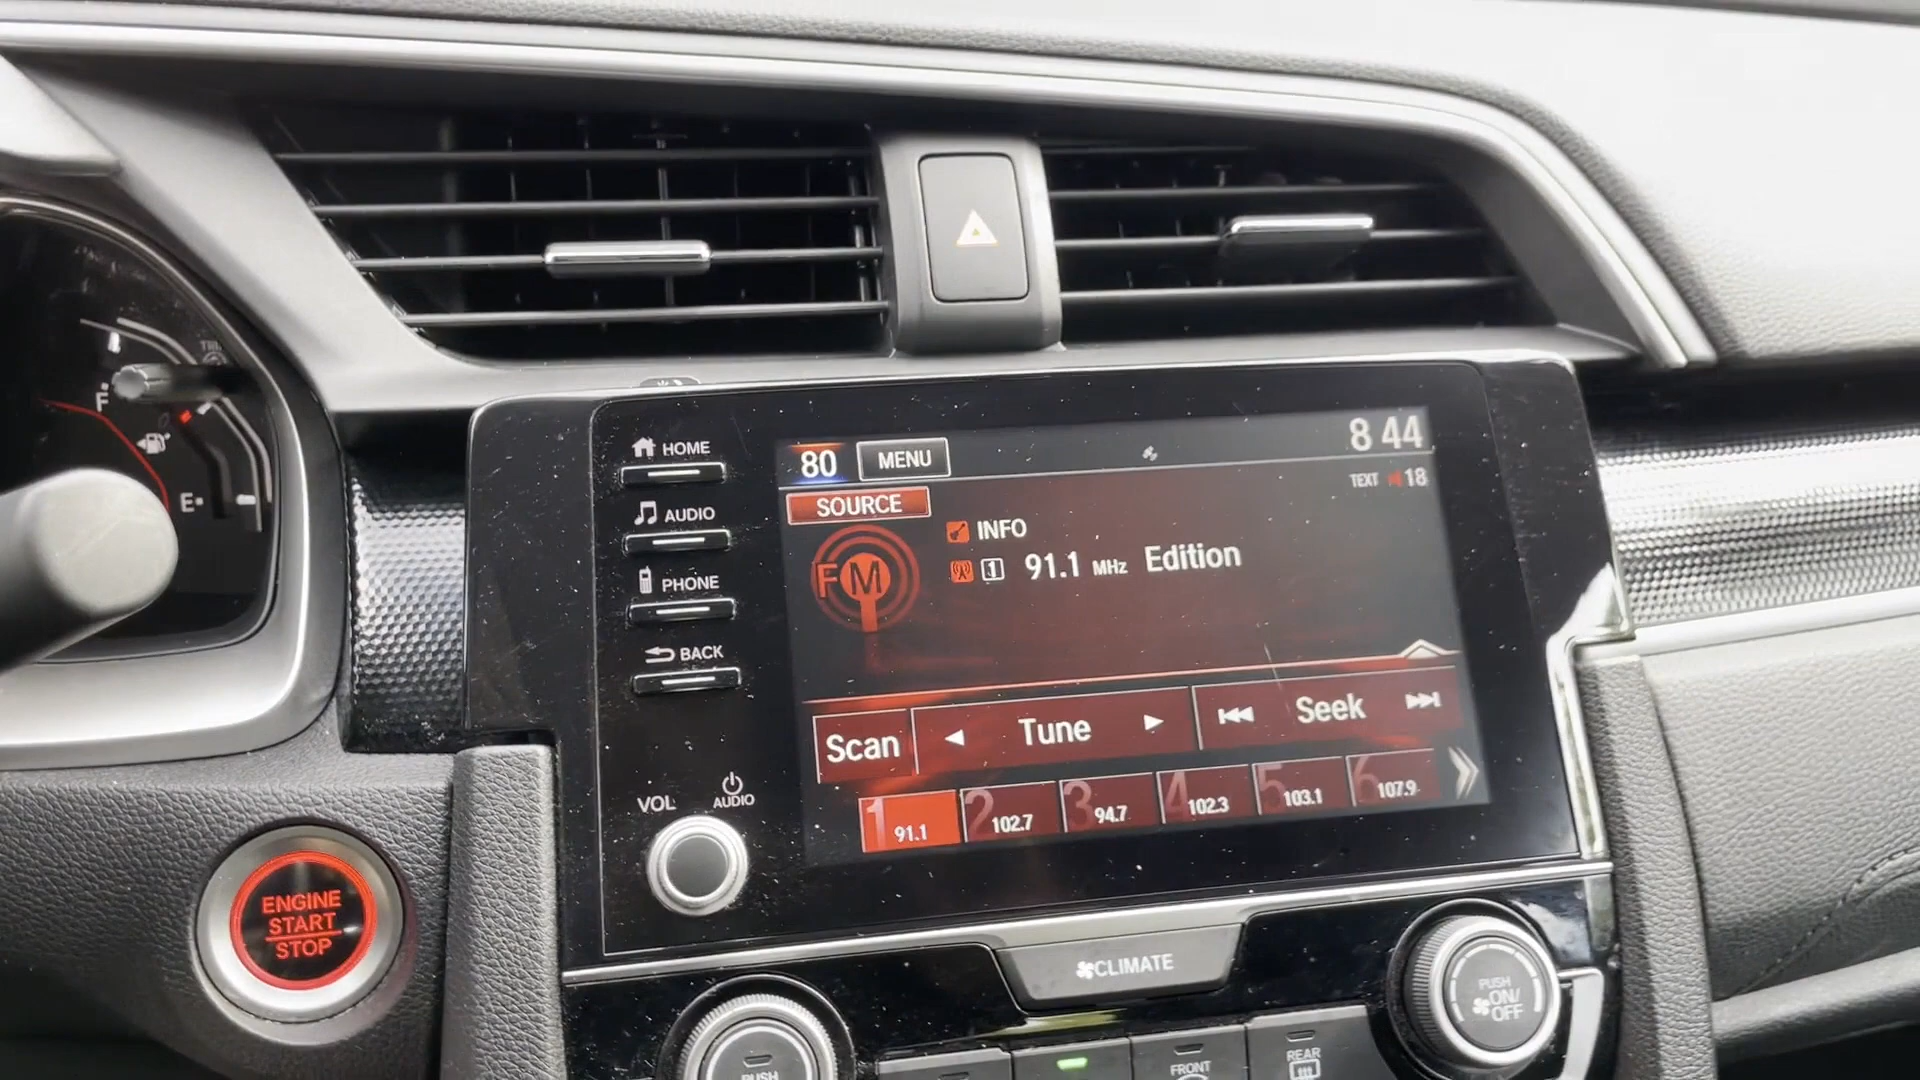 F
E
HOME
AUDIO
PHONE
BACK
VOL
AUDIO
80 MENU 8 44
SOURCE
TEXT 18
FM
INFO
1 91.1 MHz Edition
Scan Tune Seek
1 91.1 2 102.7 3 94.7 4 102.3 5 103.1 6 107.9
ENGINE
START
STOP
CLIMATE
PUSH
ON/
OFF
PUSH
FRONT
REAR